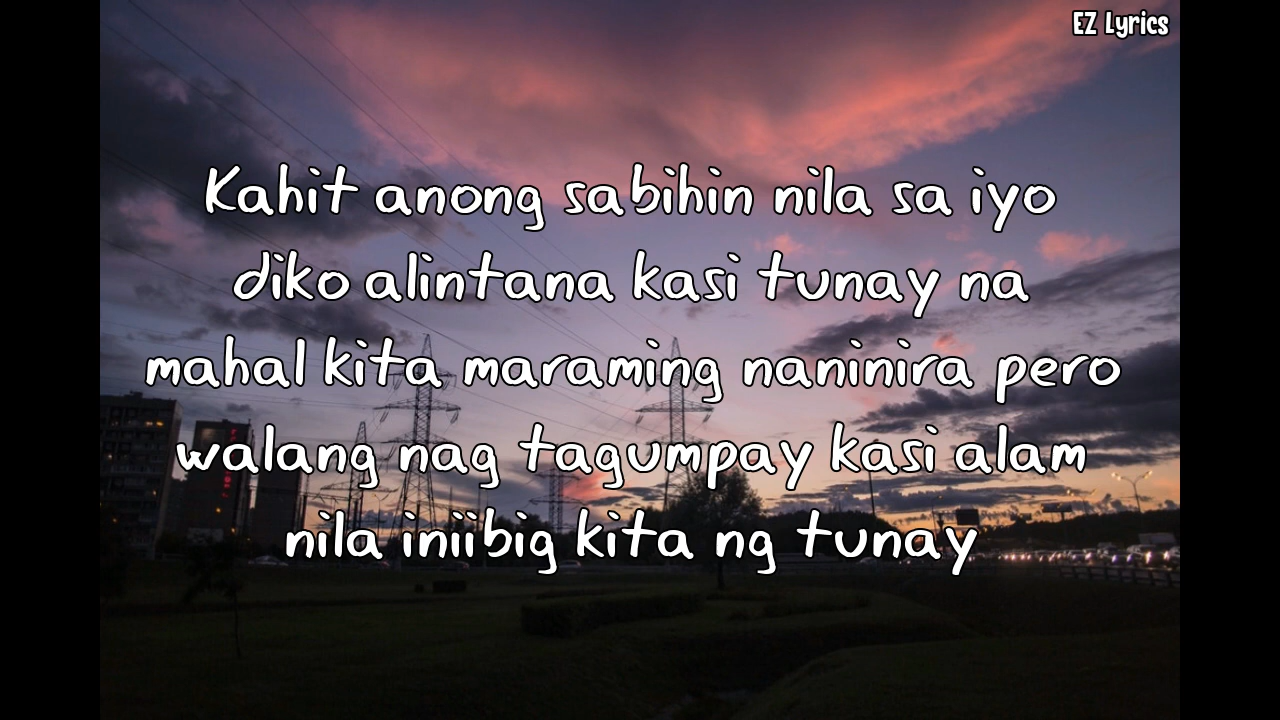 EZ Lyrics
Kahit anong sabihin nila sa iyo
diko alintana kasi tunay na
mahal kita maraming naninira pero
walang nag tagumpay kasi alam
nila iniibig kita ng tunay